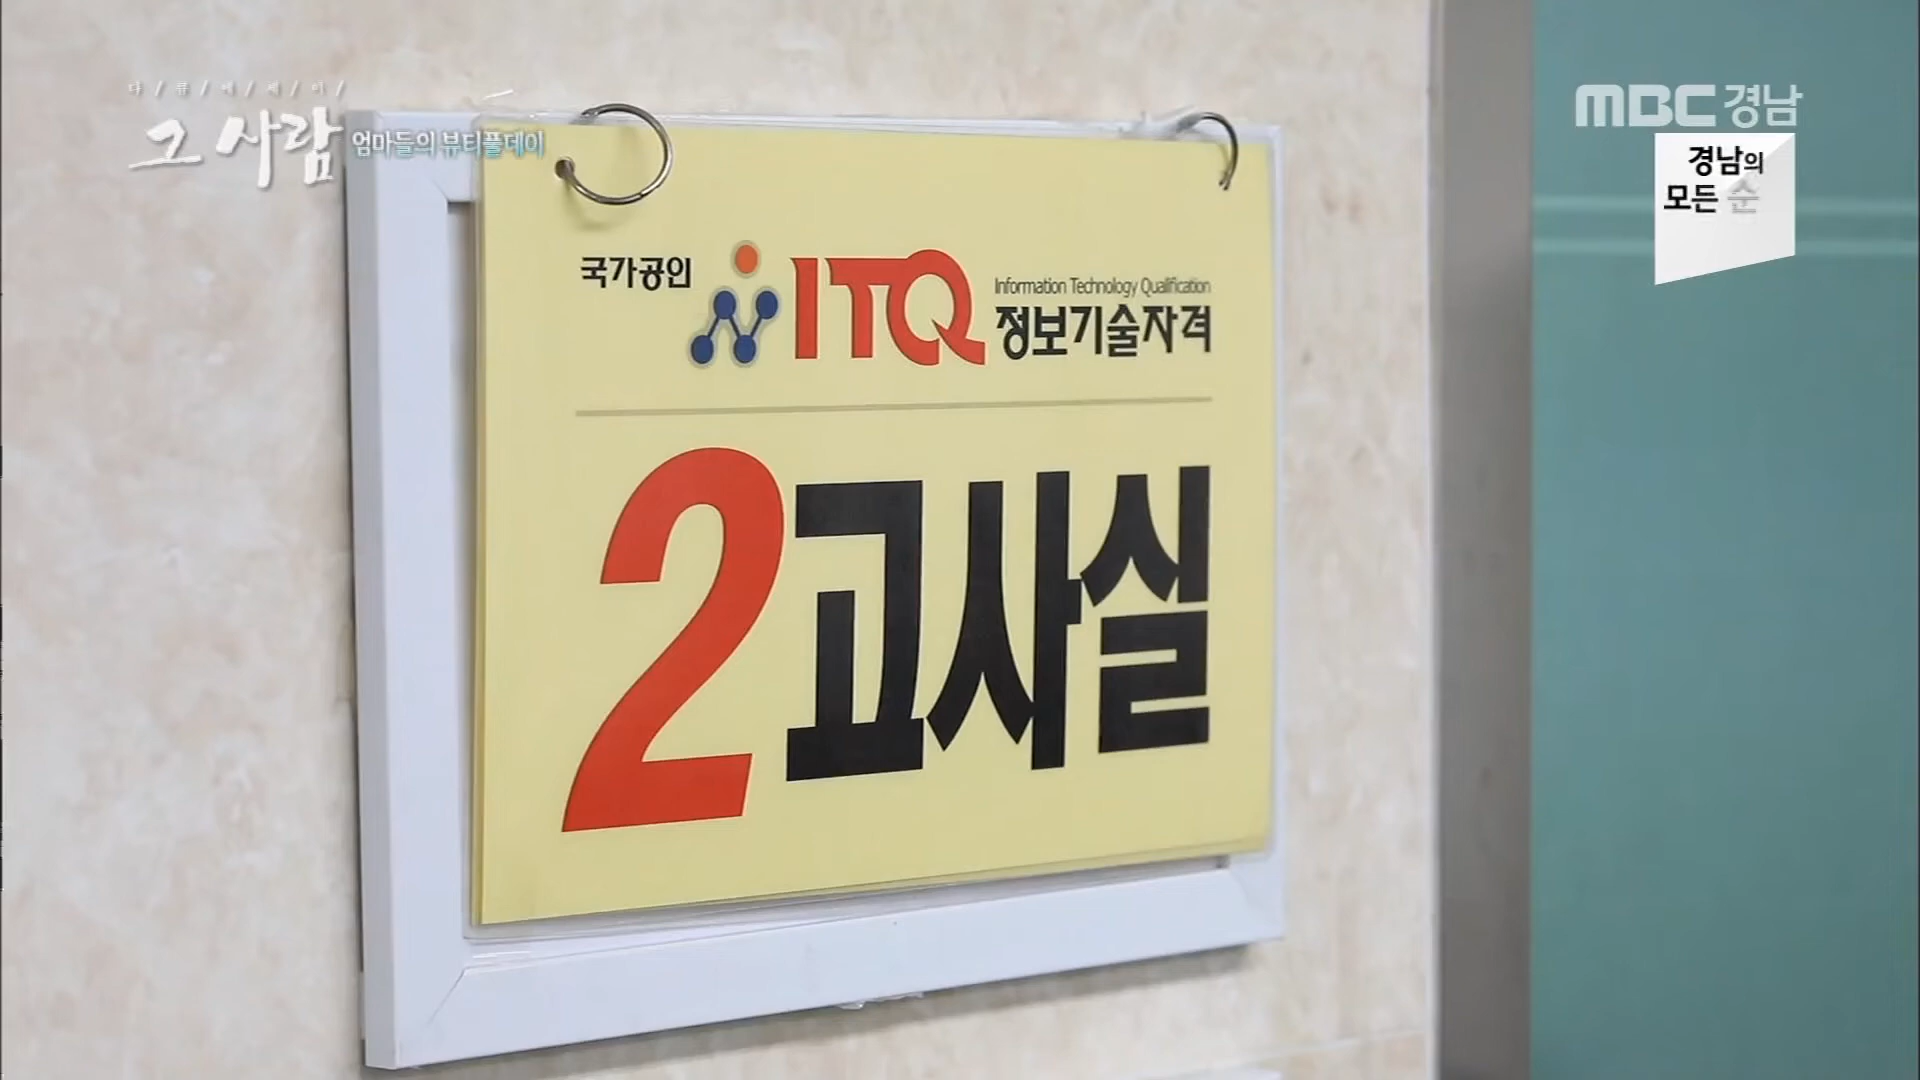 다/큐/에/세/이/
그 사람 엄마들의 뷰티풀데이
MBC경남
경남의
모든 순
국가공인 ITQ Information Technology Qualification
정보기술자격
2고사실